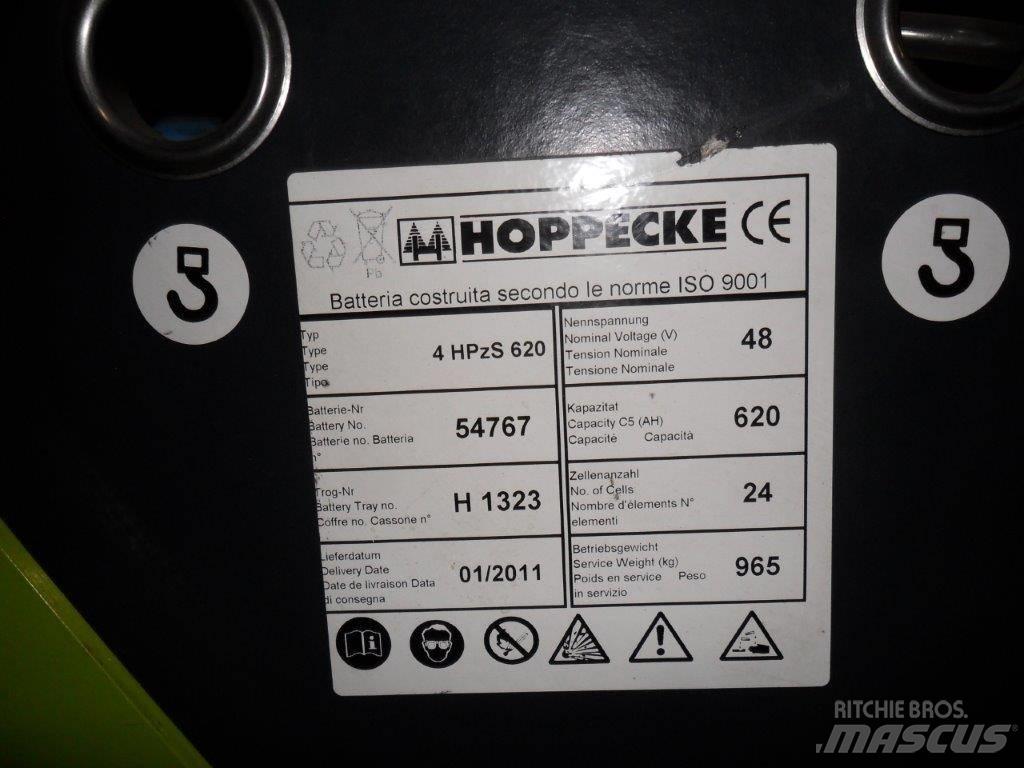 HOPPECKE CE
Pb
Batteria costruita secondo le norme ISO 9001
Typ
Type
Type
Tipo
4 HPzS 620
Nennspannung
Nominal Voltage (V)
Tension Nominale
Tensione Nominale
48
Batterie-Nr
Battery No.
Batterie no. Batteria
n°
54767
Kapazitat
Capacity C5 (AH)
Capacité Capacità
620
Trog-Nr
Battery Tray no.
Coffre no. Cassone n°
H 1323
Zellenanzahl
No. of Cells
Nombre d'élements N°
elementi
24
Lieferdatum
Delivery Date
Date de livraison Data
di consegna
01/2011
Betriebsgewicht
Service Weight (kg)
Poids en service Peso
in servizio
965
RITCHIE BROS.
MASCUS